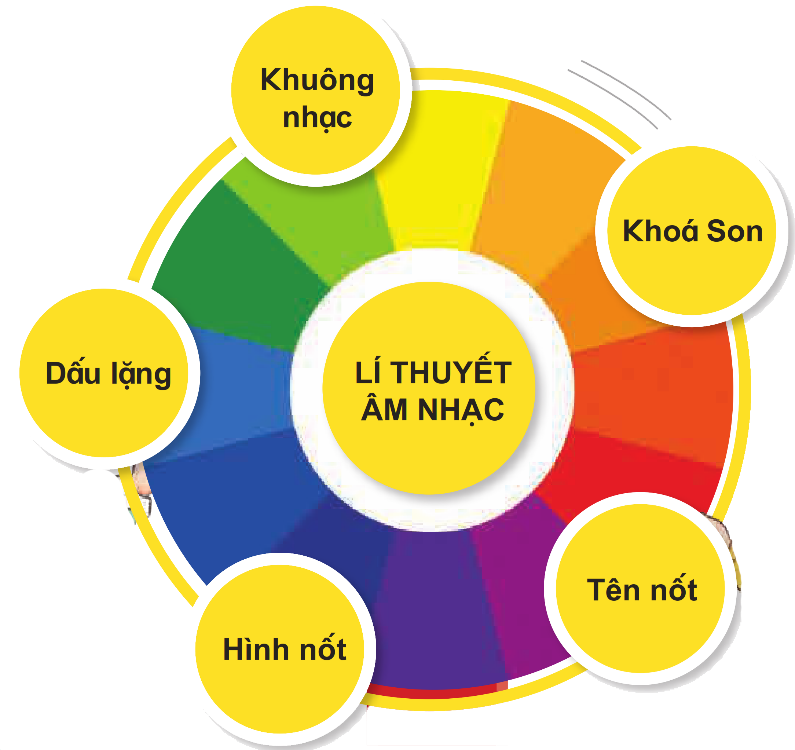 Khuông
nhạc
Khoá Son
Dấu lặng
LÍ THUYẾT
ÂM NHẠC
Tên nốt
Hình nốt